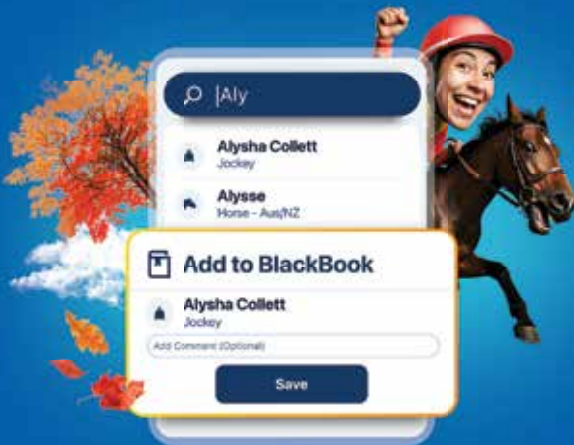 Aly
Alysha Collett
Jockey
Alysse
Horse - Aus/NZ
Add to BlackBook
Alysha Collett
Jockey
Add Comment (Optional)
Save